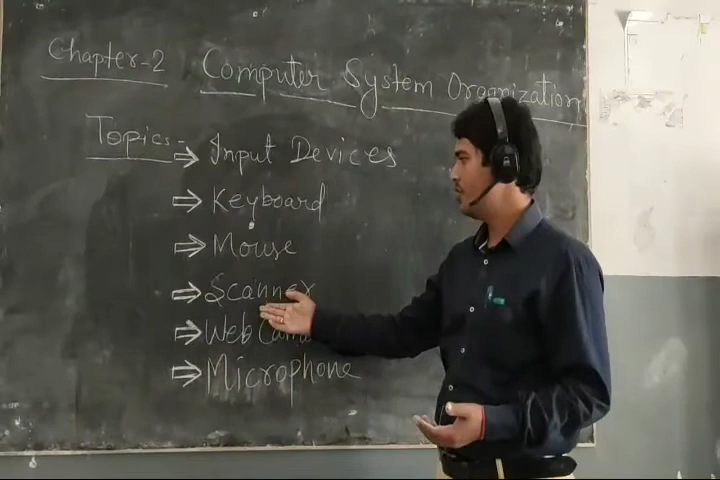 Chapter-2 Computer System Organization
Topics-
⇒ Input Devices
⇒ Keyboard
⇒ Mouse
⇒ Scanner
⇒ Web
⇒ Microphone